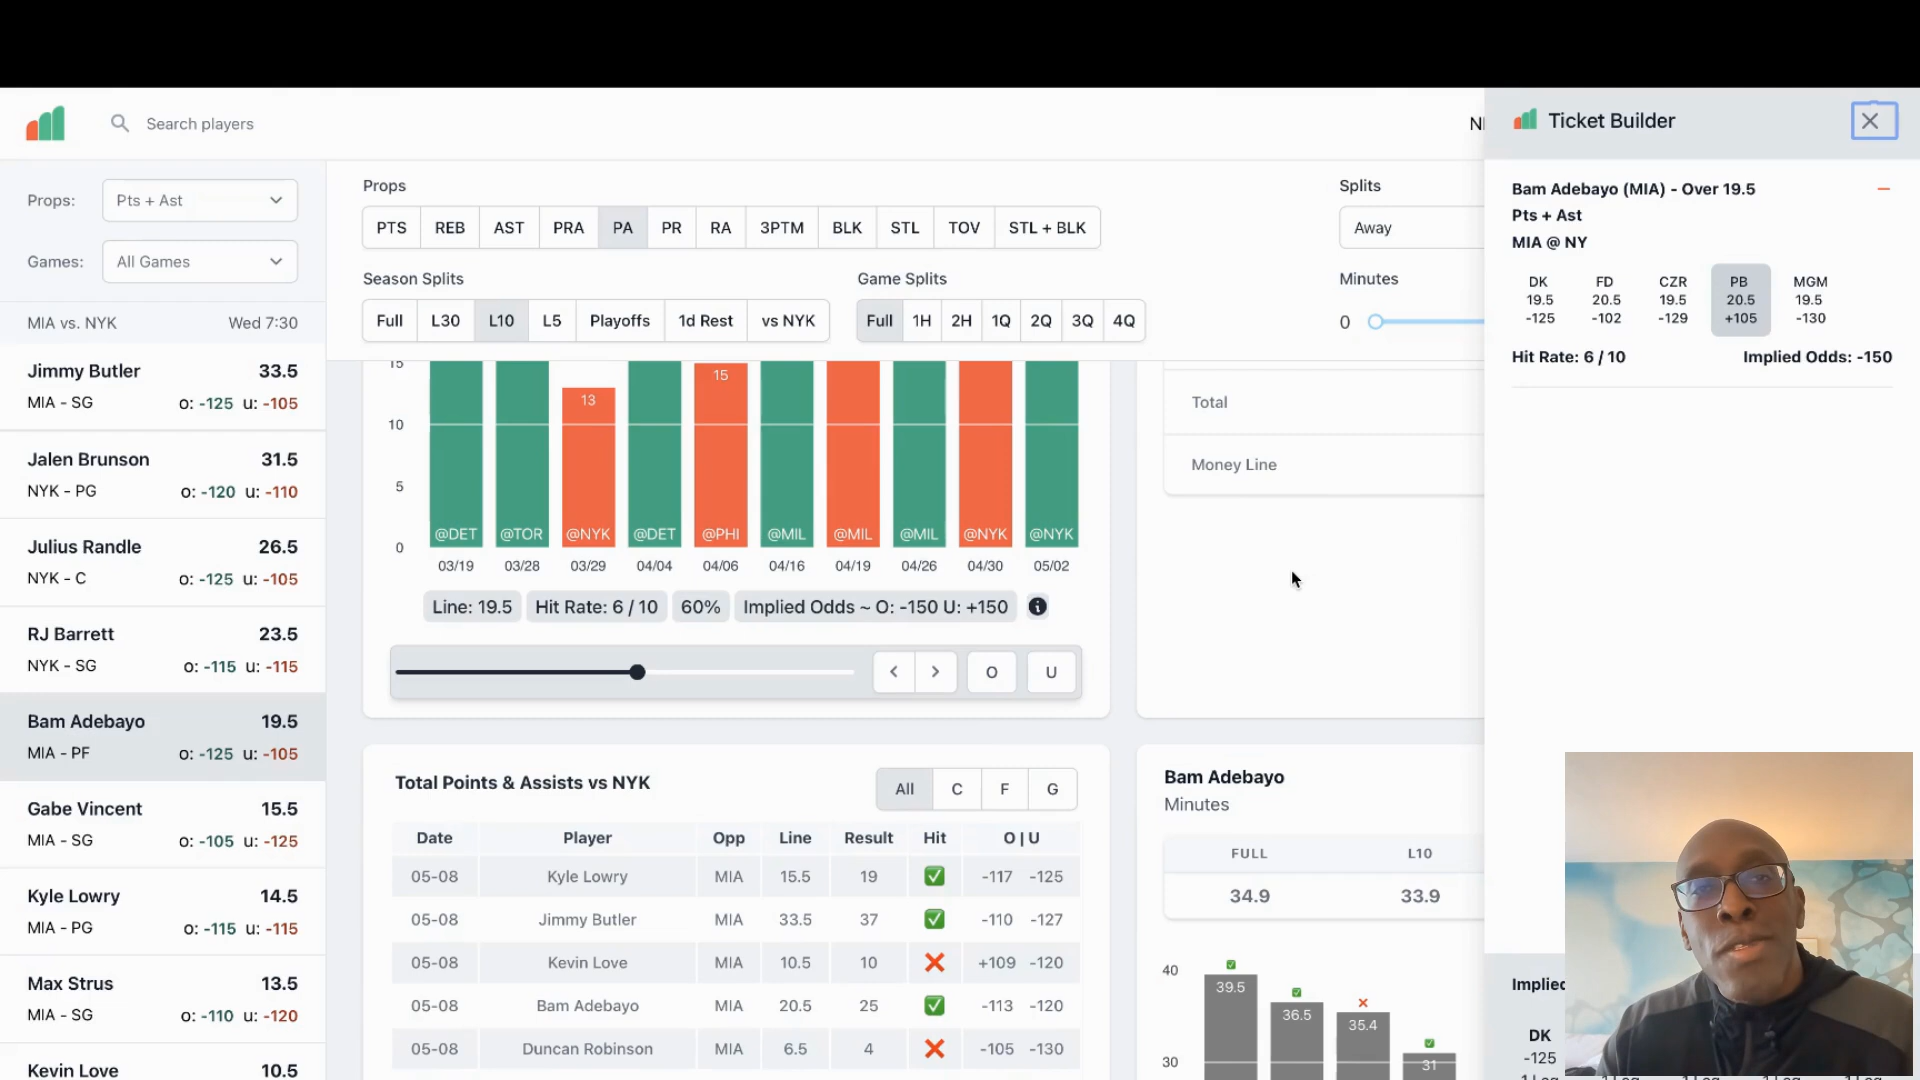 Search players
Ticket Builder
Props:
Pts + Ast
Games:
All Games
MIA vs. NYK Wed 7:30
Jimmy Butler 33.5
MIA - SG o: -125 u: -105
Jalen Brunson 31.5
NYK - PG o: -120 u: -110
Julius Randle 26.5
NYK - C o: -125 u: -105
RJ Barrett 23.5
NYK - SG o: -115 u: -115
Bam Adebayo 19.5
MIA - PF o: -125 u: -105
Gabe Vincent 15.5
MIA - SG o: -105 u: -125
Kyle Lowry 14.5
MIA - PG o: -115 u: -115
Max Strus 13.5
MIA - SG o: -110 u: -120
Kevin Love 10.5
Props
PTS REB AST PRA PA PR RA 3PTM BLK STL TOV STL + BLK
Splits
Away
Season Splits
Full L30 L10 L5 Playoffs 1d Rest vs NYK
Game Splits
Full 1H 2H 1Q 2Q 3Q 4Q
Minutes
0
15
10
5
0
13
15
@DET @TOR @NYK @DET @PHI @MIL @MIL @MIL @NYK @NYK
03/19 03/28 03/29 04/04 04/06 04/16 04/19 04/26 04/30 05/02
Line: 19.5 Hit Rate: 6 / 10 60% Implied Odds ~ O: -150 U: +150
O U
Total
Money Line
Total Points & Assists vs NYK
All C F G
Date Player Opp Line Result Hit O | U
05-08 Kyle Lowry MIA 15.5 19 -117 -125
05-08 Jimmy Butler MIA 33.5 37 -110 -127
05-08 Kevin Love MIA 10.5 10 +109 -120
05-08 Bam Adebayo MIA 20.5 25 -113 -120
05-08 Duncan Robinson MIA 6.5 4 -105 -130
Bam Adebayo
Minutes
FULL L10
34.9 33.9
40
30
39.5
36.5
35.4
31
Bam Adebayo (MIA) - Over 19.5
Pts + Ast
MIA @ NY
DK FD CZR PB MGM
19.5 20.5 19.5 20.5 19.5
-125 -102 -129 +105 -130
Hit Rate: 6 / 10 Implied Odds: -150
DK
-125